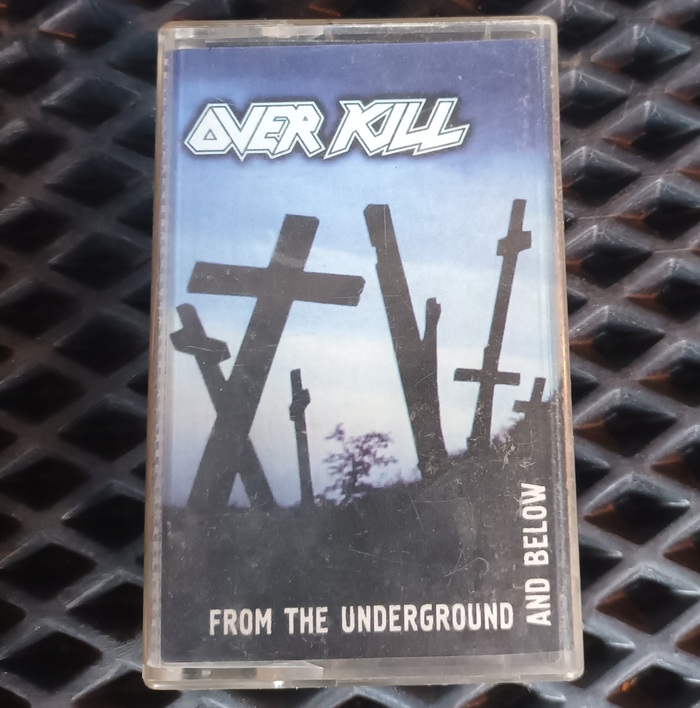 OVER KILL
FROM THE UNDERGROUND
AND BELOW